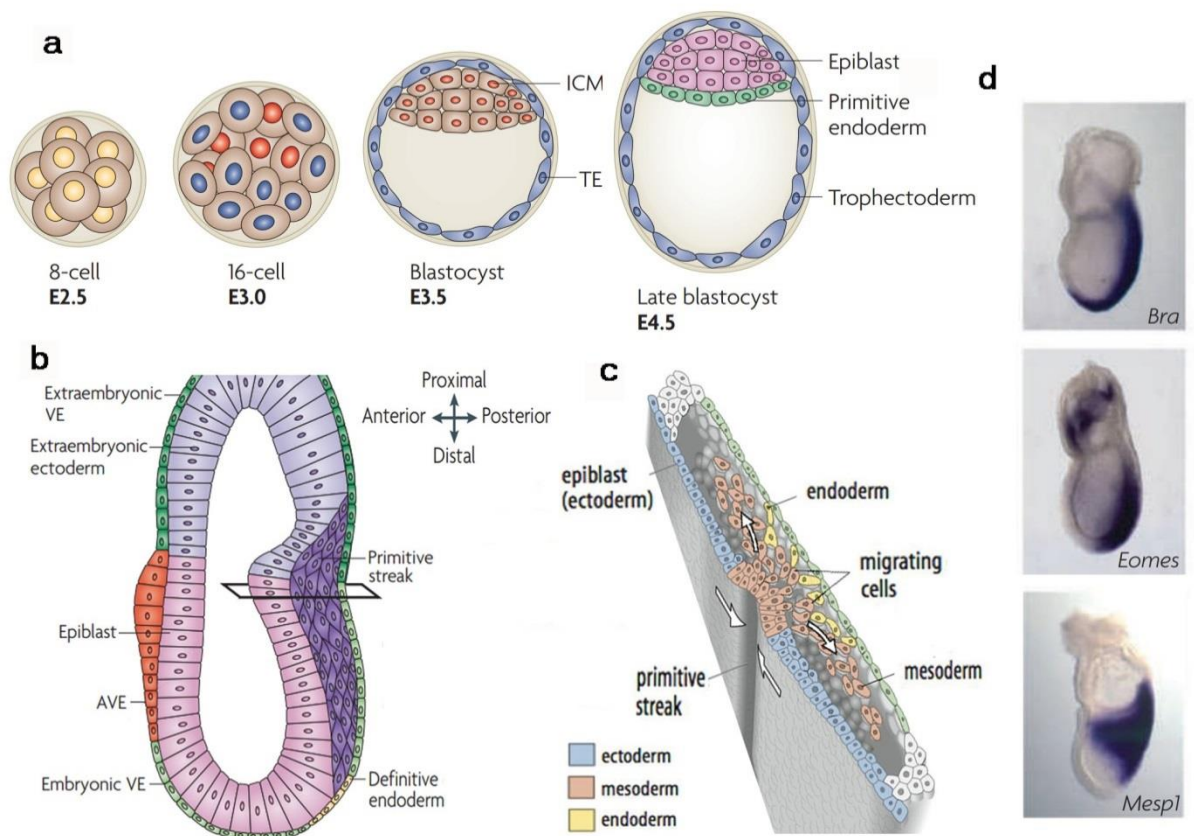 a
8-cell
E2.5
16-cell
E3.0
ICM
TE
Blastocyst
E3.5
Epiblast
Primitive
endoderm
Trophectoderm
Late blastocyst
E4.5
b
Extraembryonic
VE
Extraembryonic
ectoderm
Epiblast
AVE
Embryonic VE
Proximal
Anterior
Posterior
Distal
Primitive
streak
Definitive
endoderm
c
epiblast
(ectoderm)
endoderm
migrating
cells
mesoderm
primitive
streak
ectoderm
mesoderm
endoderm
d
Bra
Eomes
Mesp1